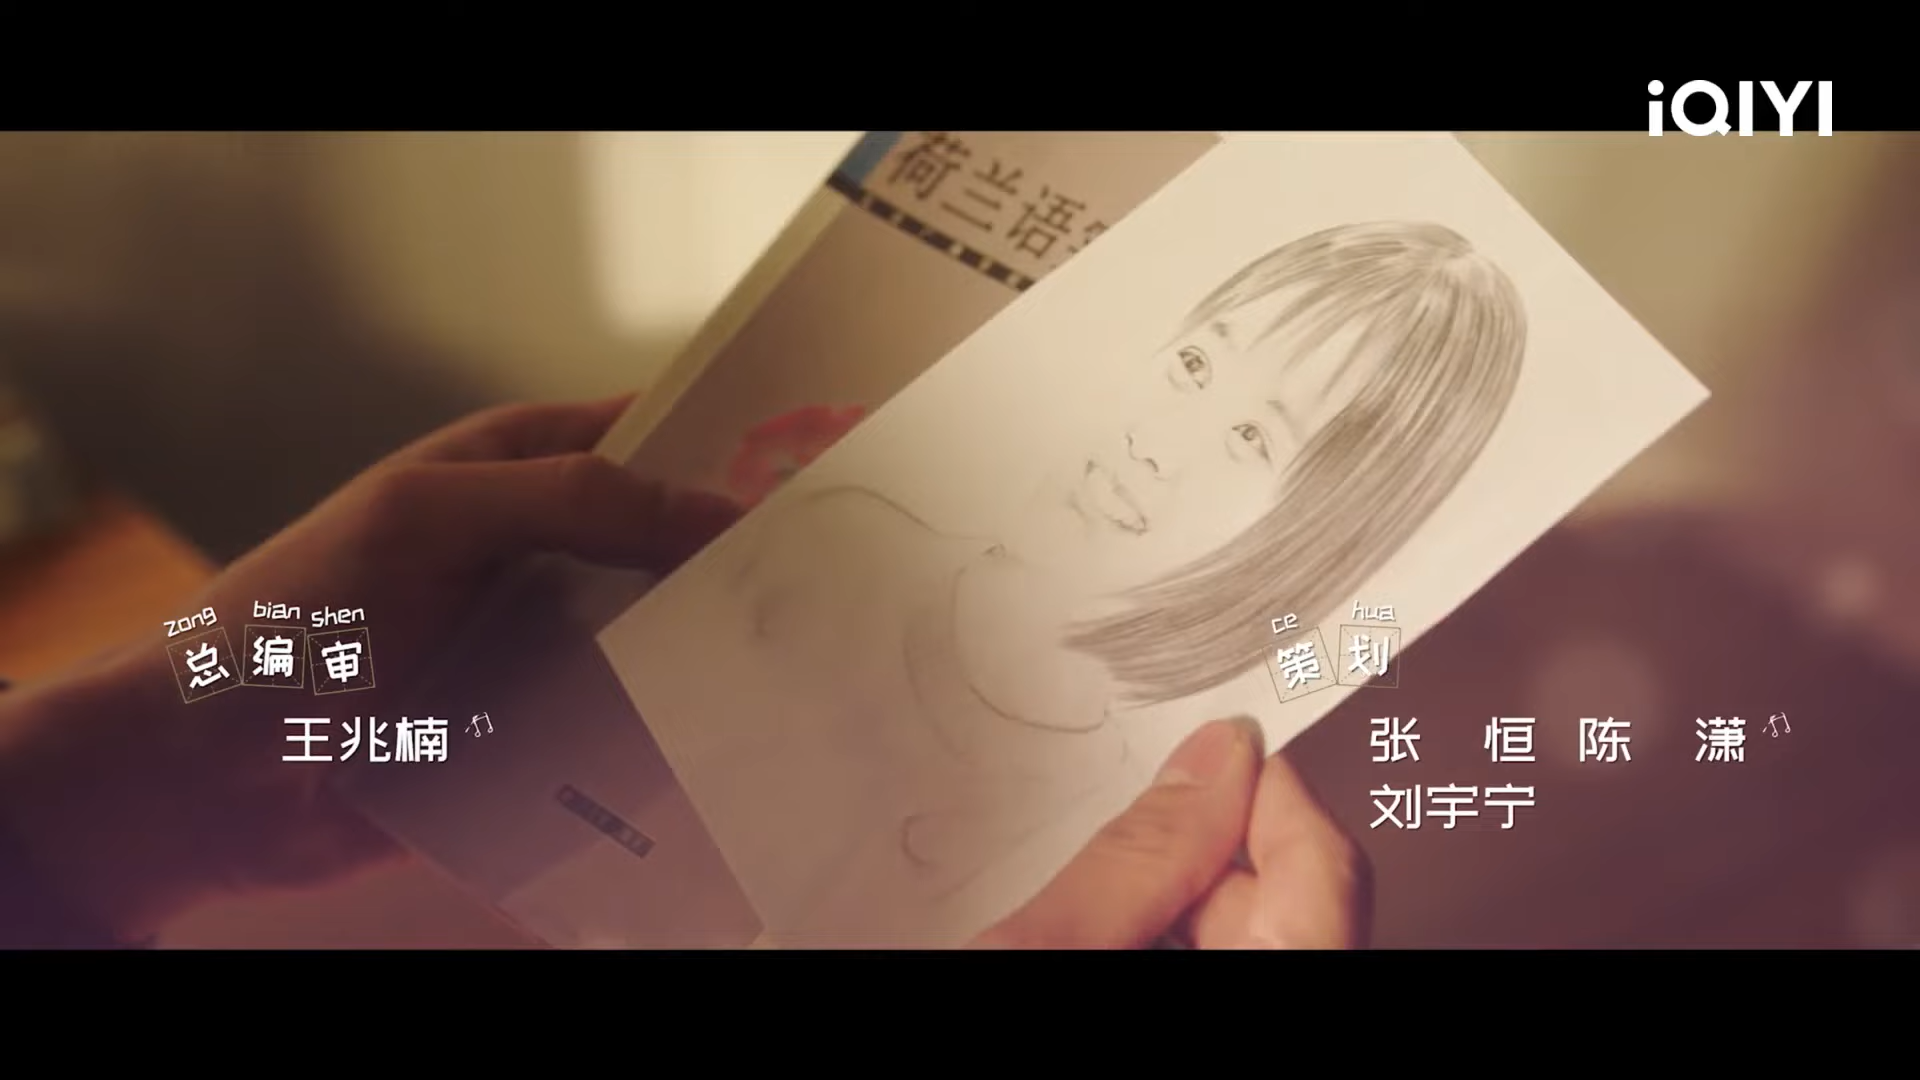 iQIYI
荷兰语
zong bian shen
总编审
王兆楠
ce hua
策划
张 恒 陈 潇
刘宇宁